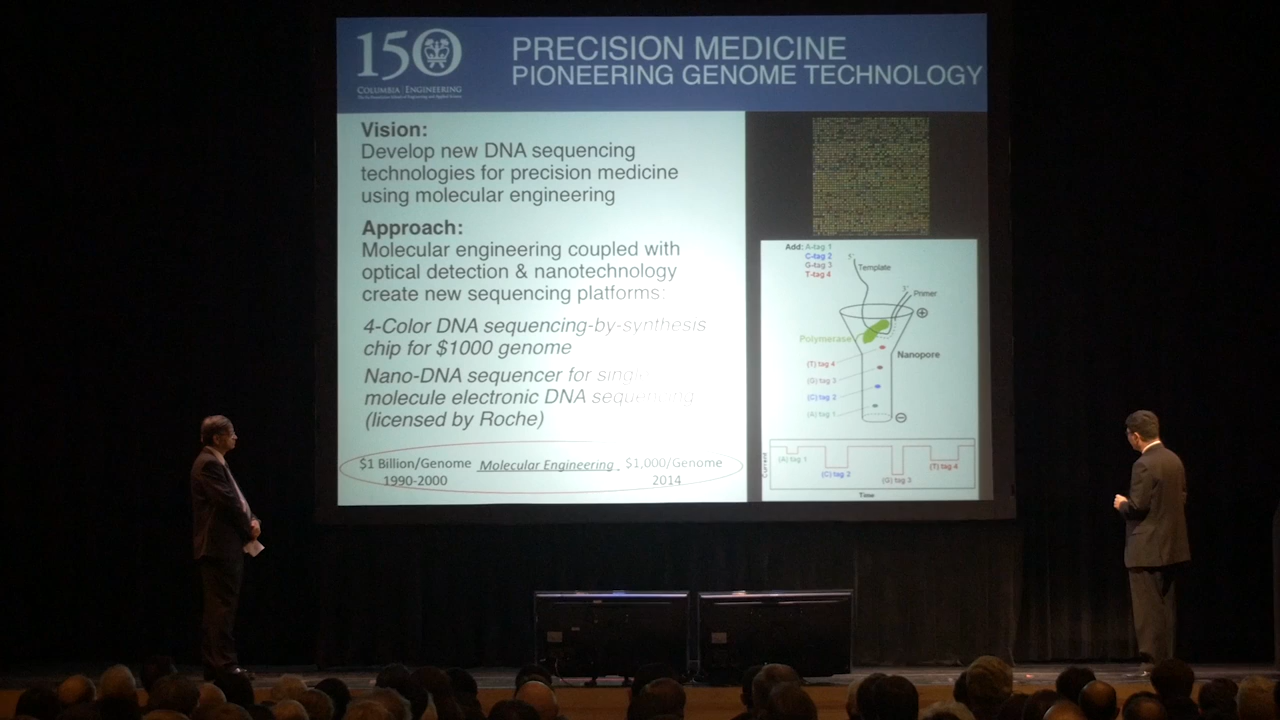 150
COLUMBIA ENGINEERING
PRECISION MEDICINE
PIONEERING GENOME TECHNOLOGY
Vision:
Develop new DNA sequencing
technologies for precision medicine
using molecular engineering
Approach:
Molecular engineering coupled with
optical detection & nanotechnology
create new sequencing platforms:
4-Color DNA sequencing-by-synthesis
chip for $1000 genome
Nano-DNA sequencer for single
molecule electronic DNA sequencing
(licensed by Roche)
$1 Billion/Genome Molecular Engineering $1,000/Genome
1990-2000 2014
Add: A-tag 1
C-tag 2
G-tag 3
T-tag 4
5'
Template
3'
Primer
Polymerase
Nanopore
(T) tag 4
(G) tag 3
(C) tag 2
(A) tag 1
Current
(A) tag 1
(C) tag 2
(G) tag 3
(T) tag 4
Time